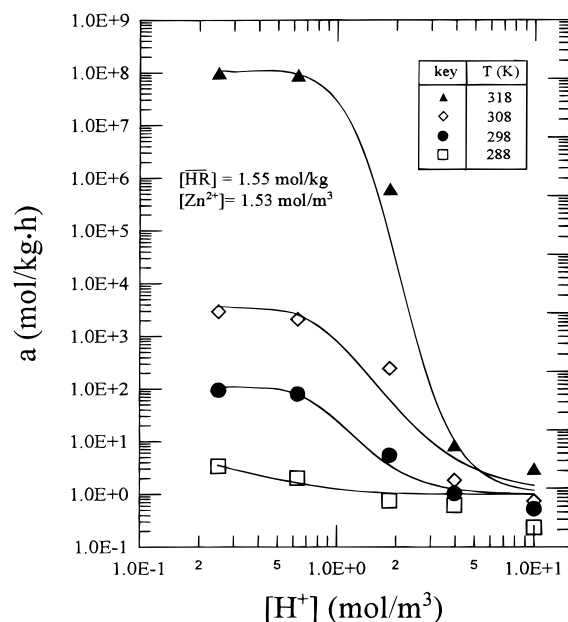 1.0E+9
1.0E+8
1.0E+7
1.0E+6
1.0E+5
1.0E+4
1.0E+3
1.0E+2
1.0E+1
1.0E+0
1.0E-1
a (mol/kg·h)
key T (K)
318
308
298
288
[HR] = 1.55 mol/kg
[Zn2+]= 1.53 mol/m3
1.0E-1 2 5 1.0E+0 2 5 1.0E+1
[H+] (mol/m3)